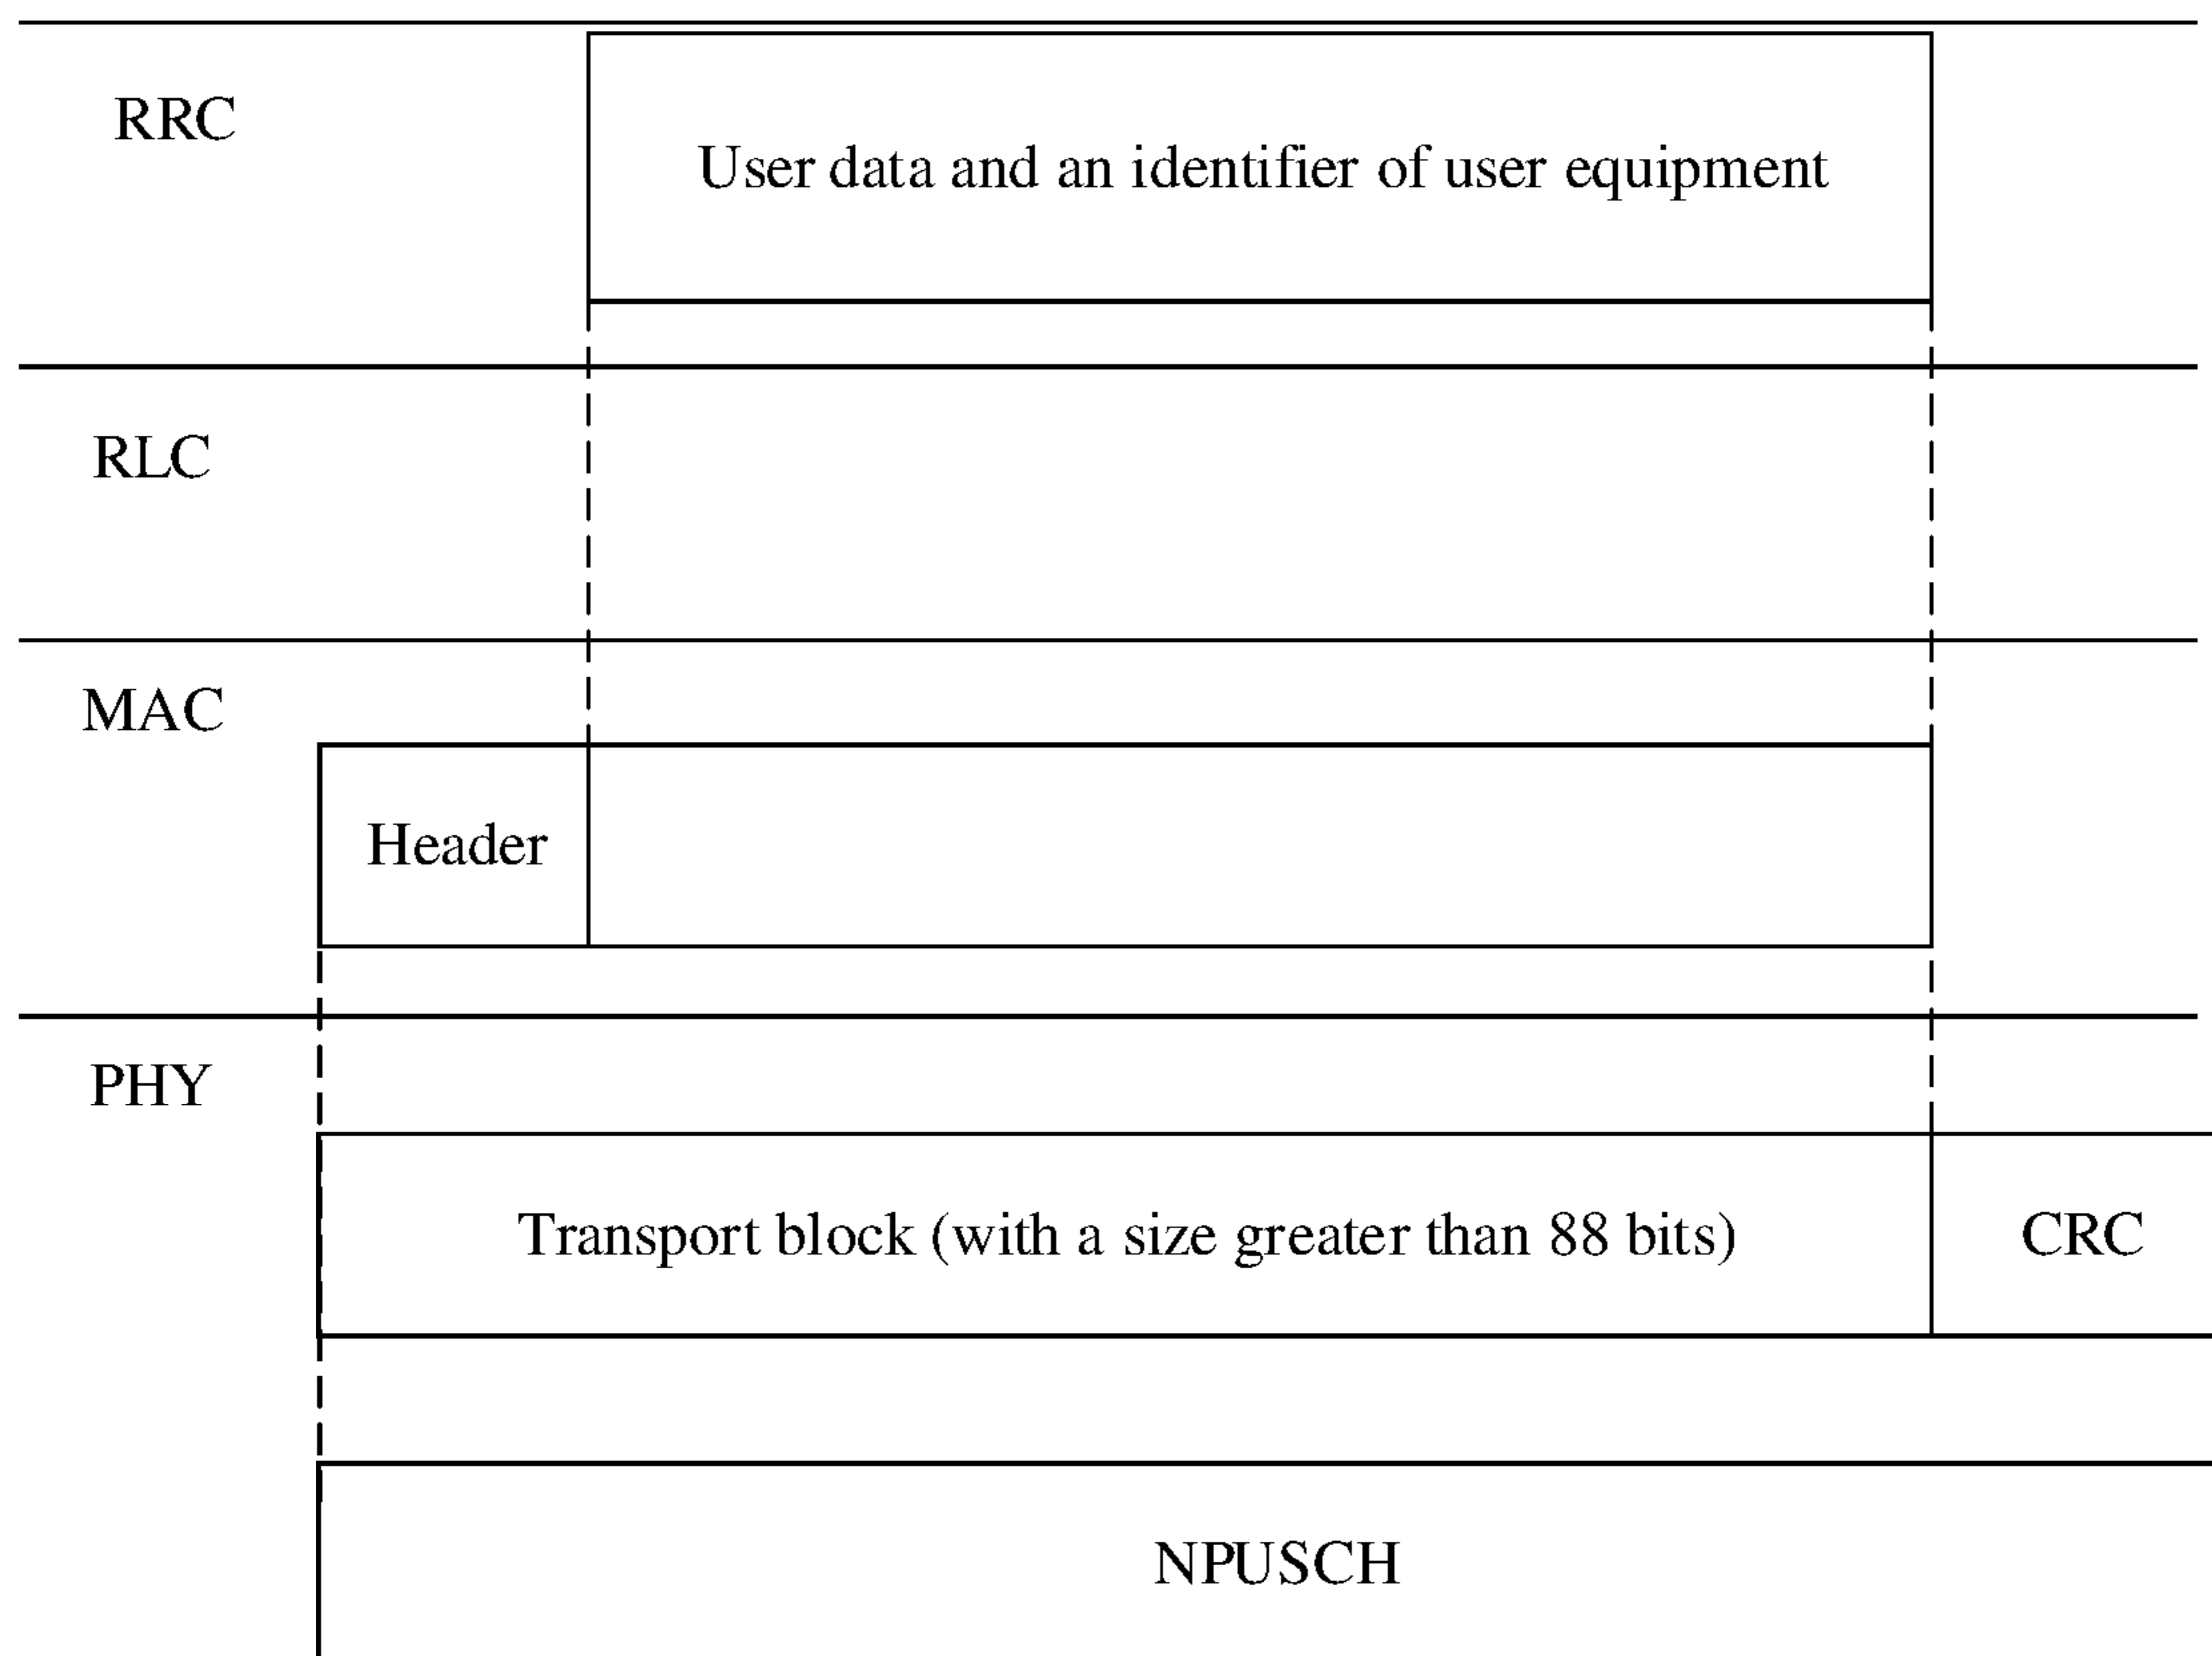 RRC
User data and an identifier of user equipment
RLC
MAC
Header
PHY
Transport block (with a size greater than 88 bits)
CRC
NPUSCH